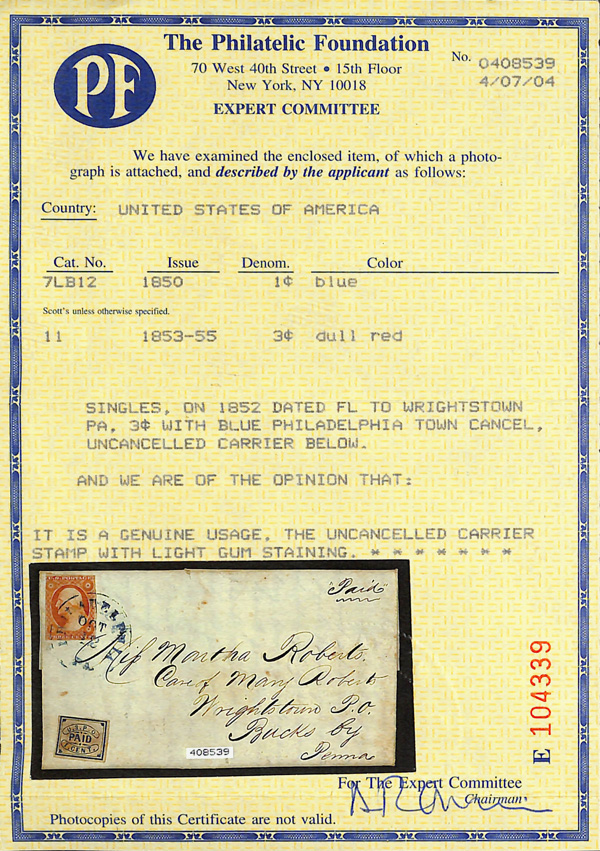 PF
The Philatelic Foundation
70 West 40th Street • 15th Floor
New York, NY 10018
EXPERT COMMITTEE
No. 0408539
4/07/04
We have examined the enclosed item, of which a photo-
graph is attached, and described by the applicant as follows:
Country: UNITED STATES OF AMERICA
Cat. No. Issue Denom. Color
7LB12 1850 1¢ blue
Scott's unless otherwise specified.
11 1853-55 3¢ dull red
SINGLES, ON 1852 DATED FL TO WRIGHTSTOWN
PA, 3¢ WITH BLUE PHILADELPHIA TOWN CANCEL,
UNCANCELLED CARRIER BELOW.
AND WE ARE OF THE OPINION THAT:
IT IS A GENUINE USAGE, THE UNCANCELLED CARRIER
STAMP WITH LIGHT GUM STAINING. * * * * * * *
Paid
OCT
Miss Martha Roberts.
Care of Mary Roberts
Wrightstown P.O.
Bucks
Penna
U.S.P.O.
PAID
1 CENT.
408539
E 104339
For The Expert Committee
Chairman
Photocopies of this Certificate are not valid.